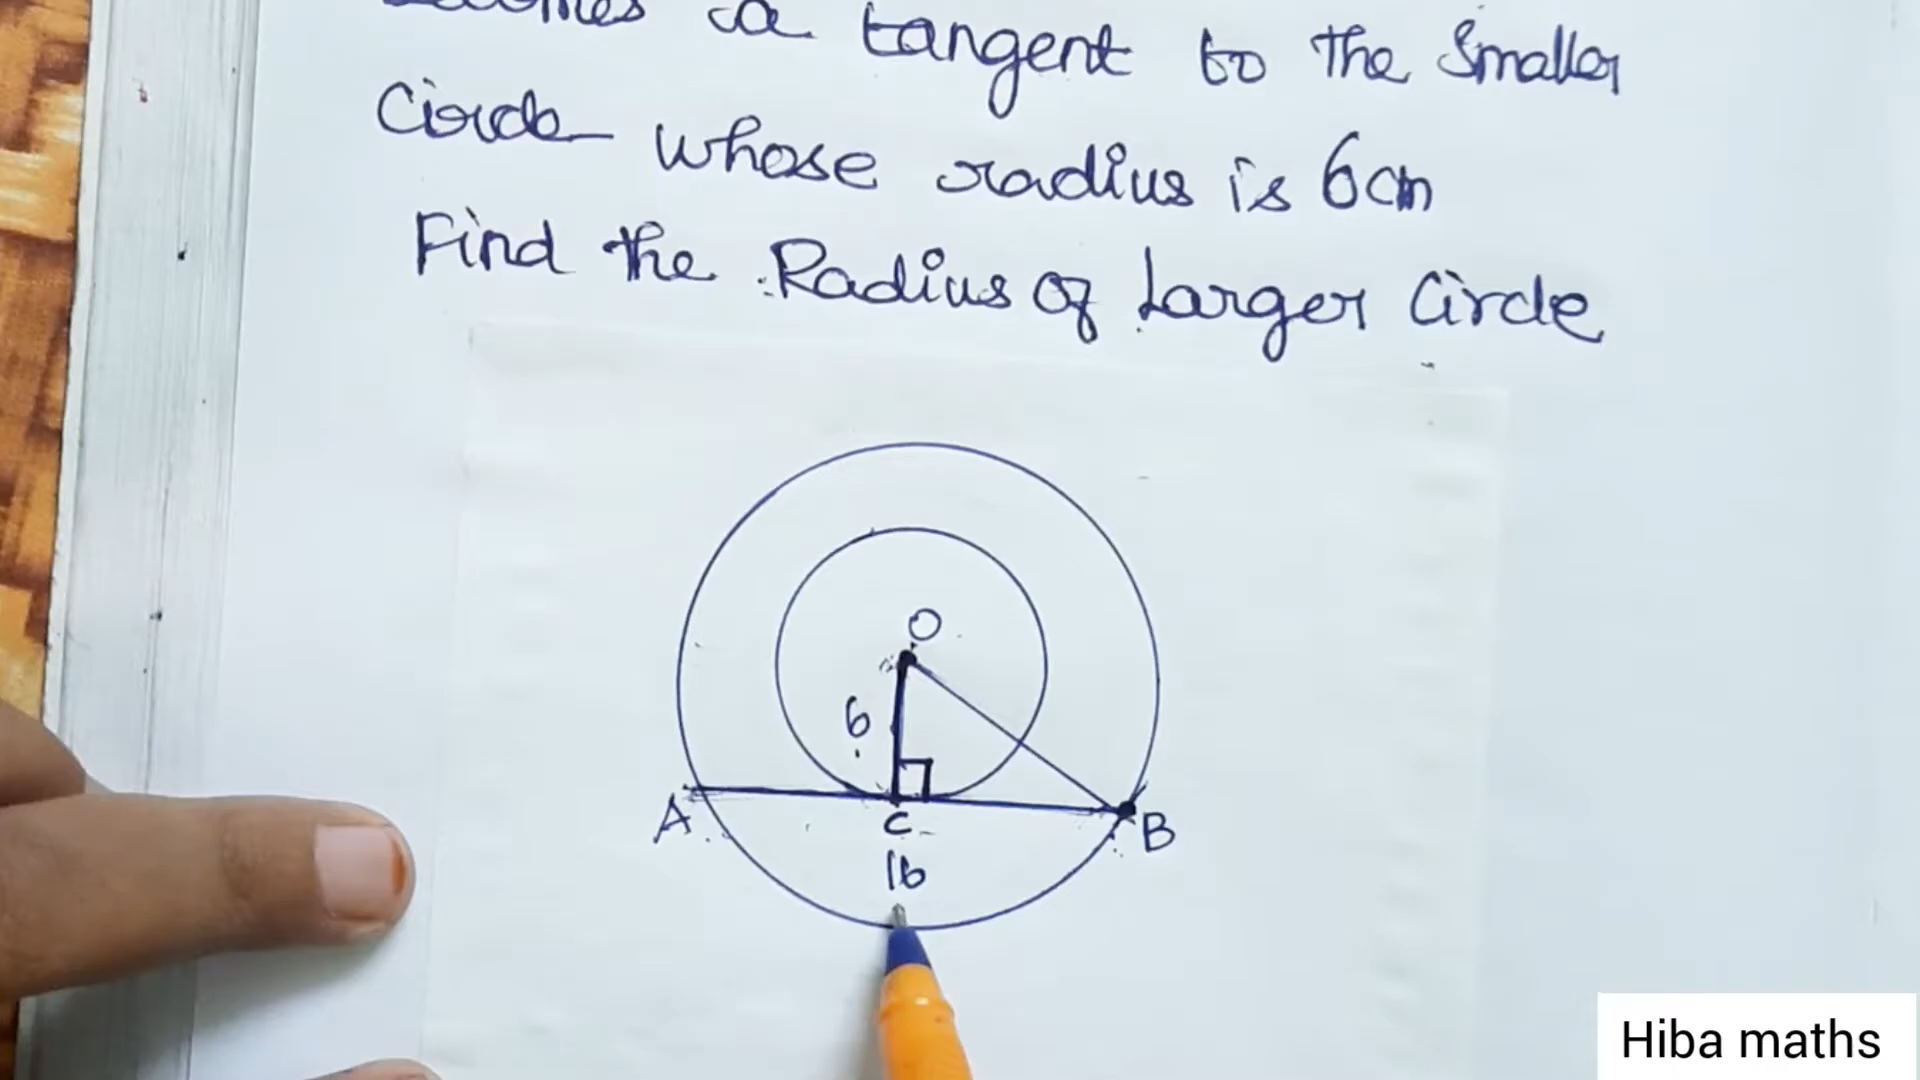 a tangent to the smaller
Circle whose radius is 6cm
Find the Radius of Larger Circle
O
6
A
C
B
16
Hiba maths